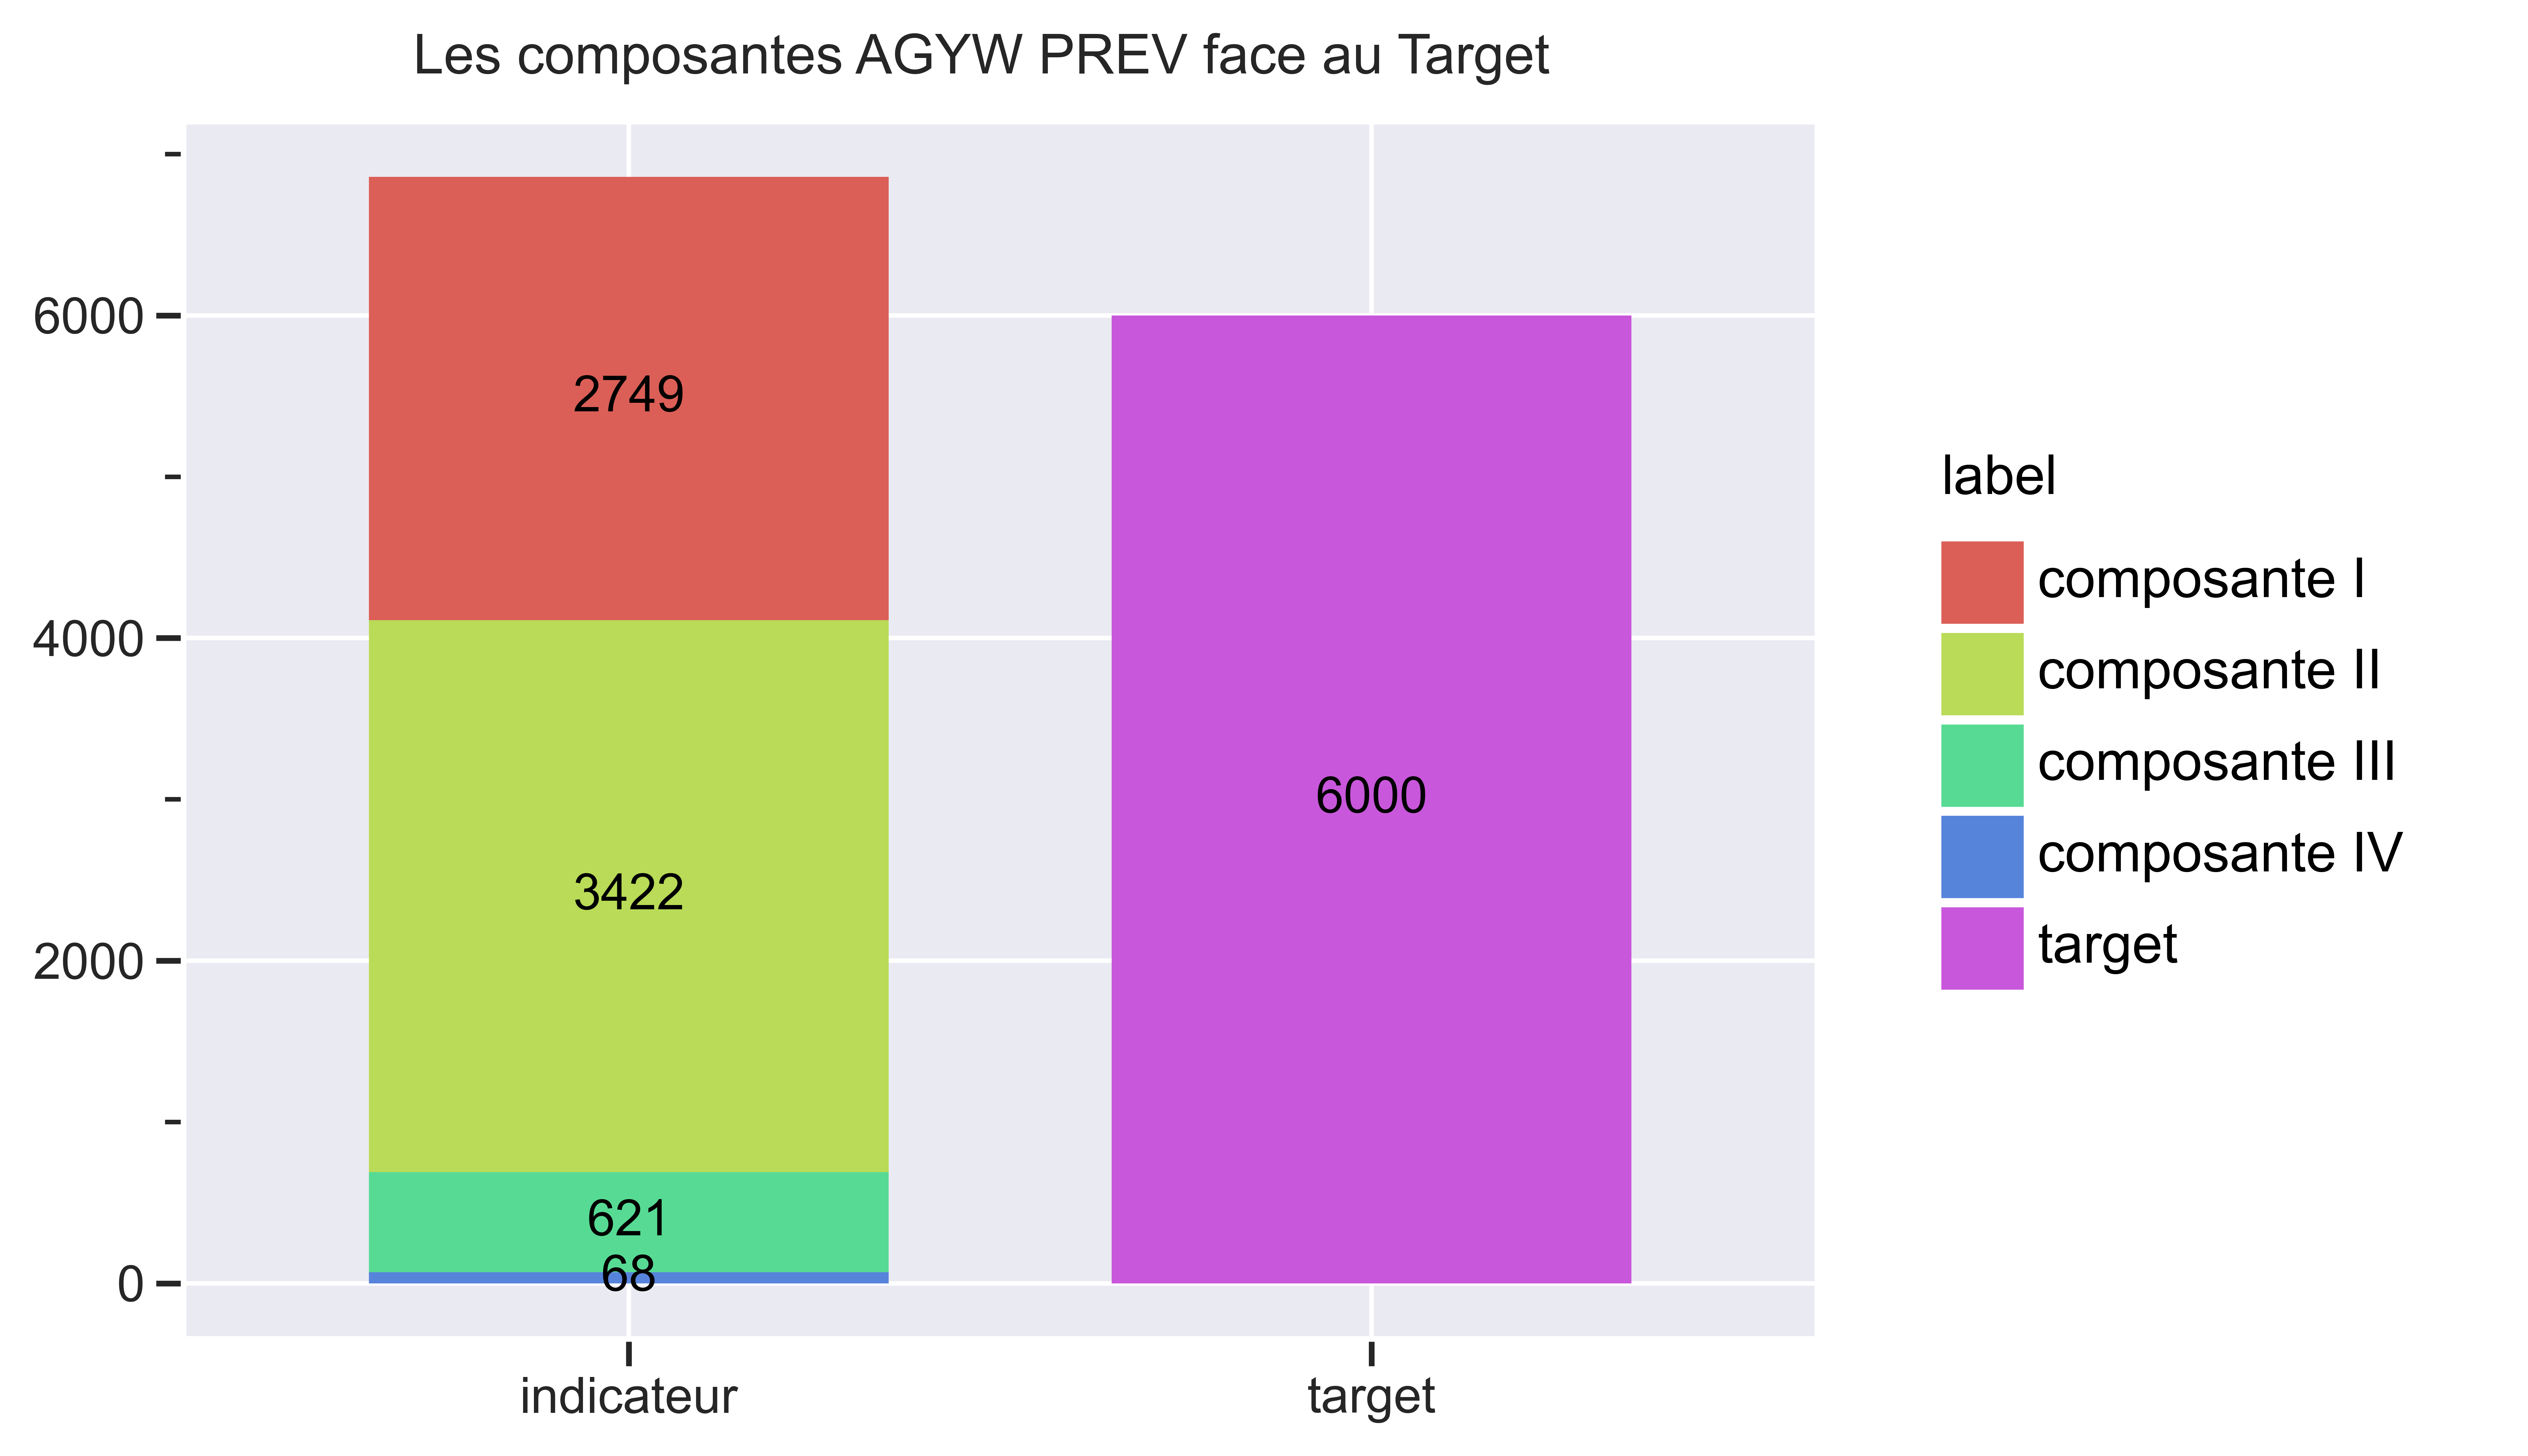 Les composantes AGYW PREV face au Target
6000
4000
2000
0
2749
3422
621
68
6000
indicateur
target
label
composante I
composante II
composante III
composante IV
target